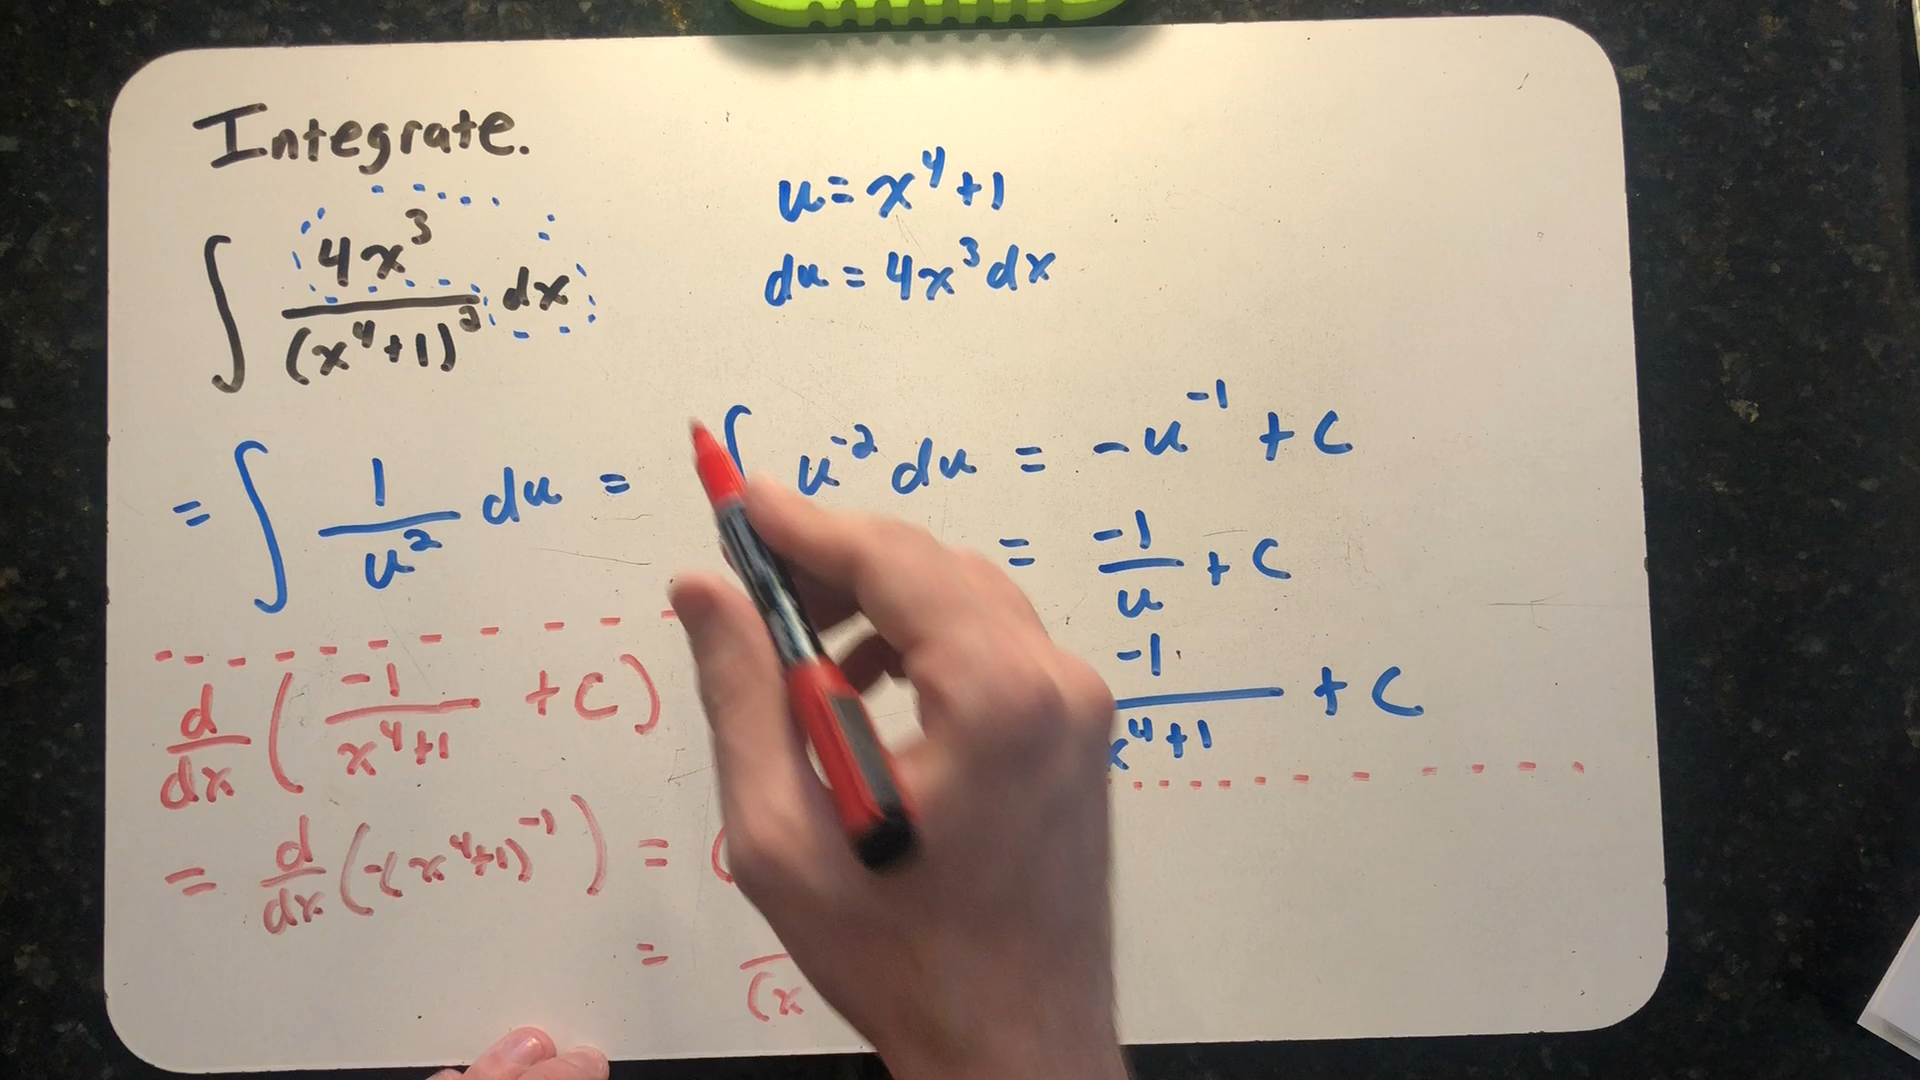 Integrate.
∫ 4x³/(x⁴+1)² dx
u = x⁴+1
du = 4x³dx
= ∫ 1/u² du = ∫ u⁻² du = -u⁻¹ + C
= -1/u + C
-1/x⁴+1 + C
d/dx ( -1/x⁴+1 + C )
= d/dx (-(x⁴+1)⁻¹) = (
= (x